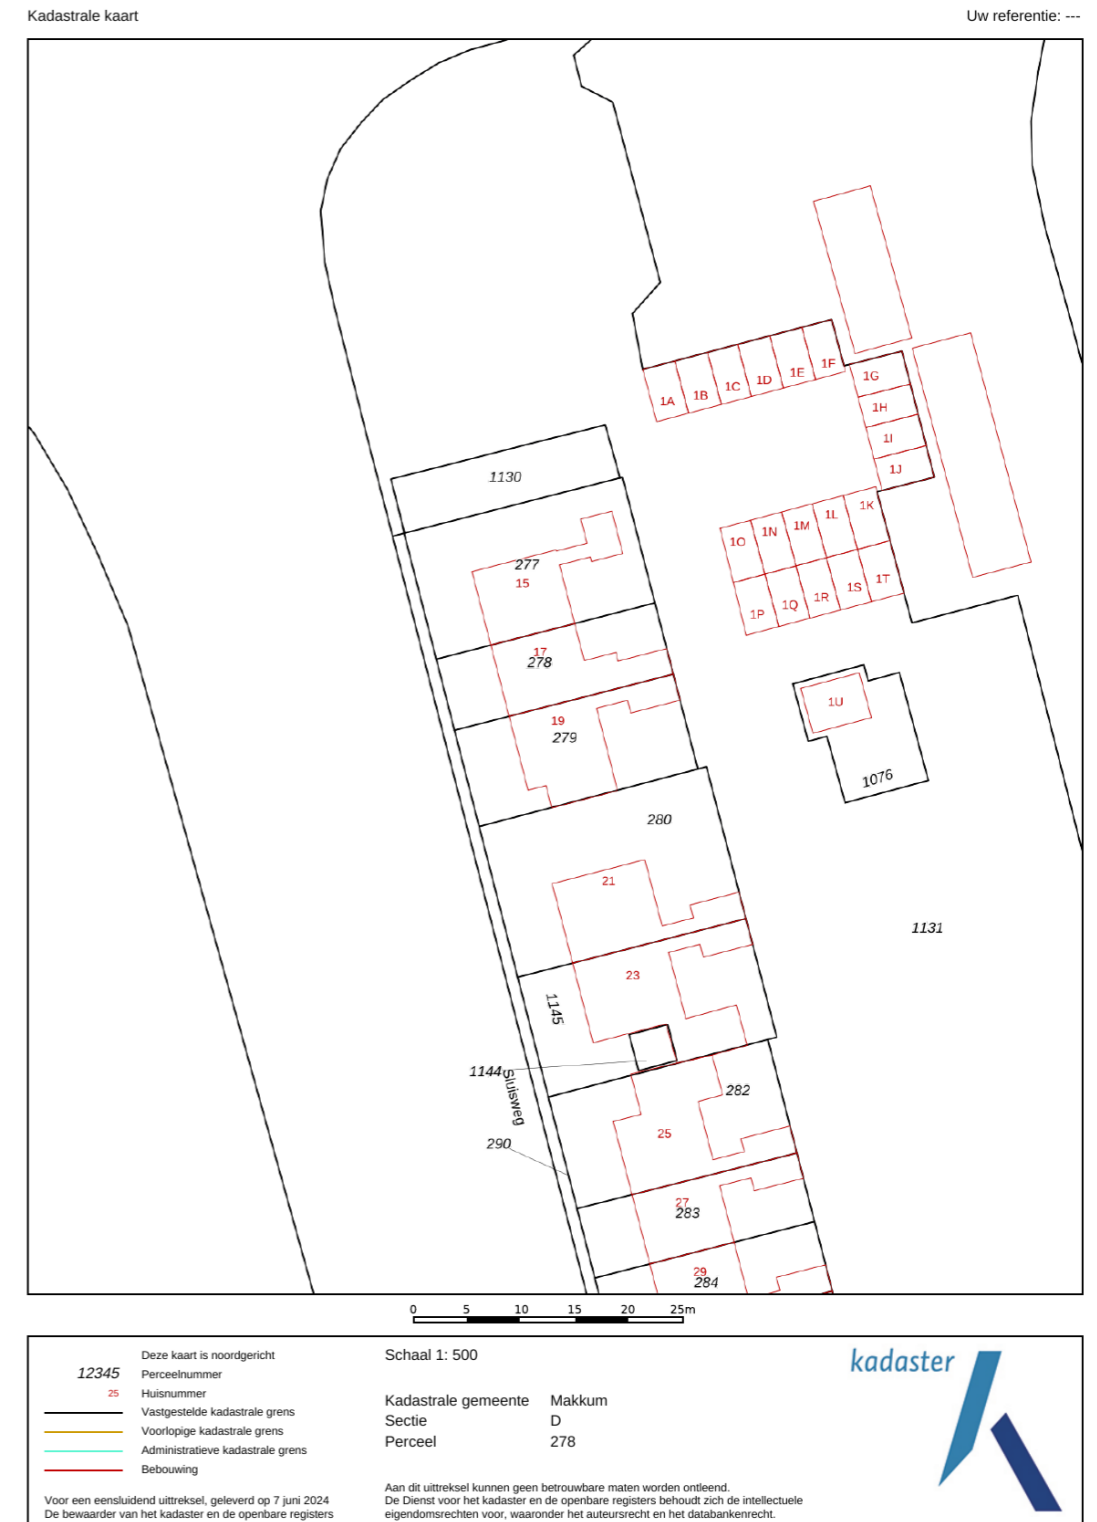 Kadastrale kaart
Uw referentie: ---
1A
1B
1C
1D
1E
1F
1G
1H
1I
1J
1K
1L
1M
1N
1O
1P
1Q
1R
1S
1T
1U
1076
1131
1130
277
15
17
278
19
279
280
21
23
1145
1144
Sluisweg
290
282
25
27
283
29
284
0 5 10 15 20 25m
Deze kaart is noordgericht
12345 Perceelnummer
25 Huisnummer
Vastgestelde kadastrale grens
Voorlopige kadastrale grens
Administratieve kadastrale grens
Bebouwing
Voor een eensluidend uittreksel, geleverd op 7 juni 2024
De bewaarder van het kadaster en de openbare registers
Schaal 1: 500
Kadastrale gemeente Makkum
Sectie D
Perceel 278
Aan dit uittreksel kunnen geen betrouwbare maten worden ontleend.
De Dienst voor het kadaster en de openbare registers behoudt zich de intellectuele
eigendomsrechten voor, waaronder het auteursrecht en het databankenrecht.
kadaster